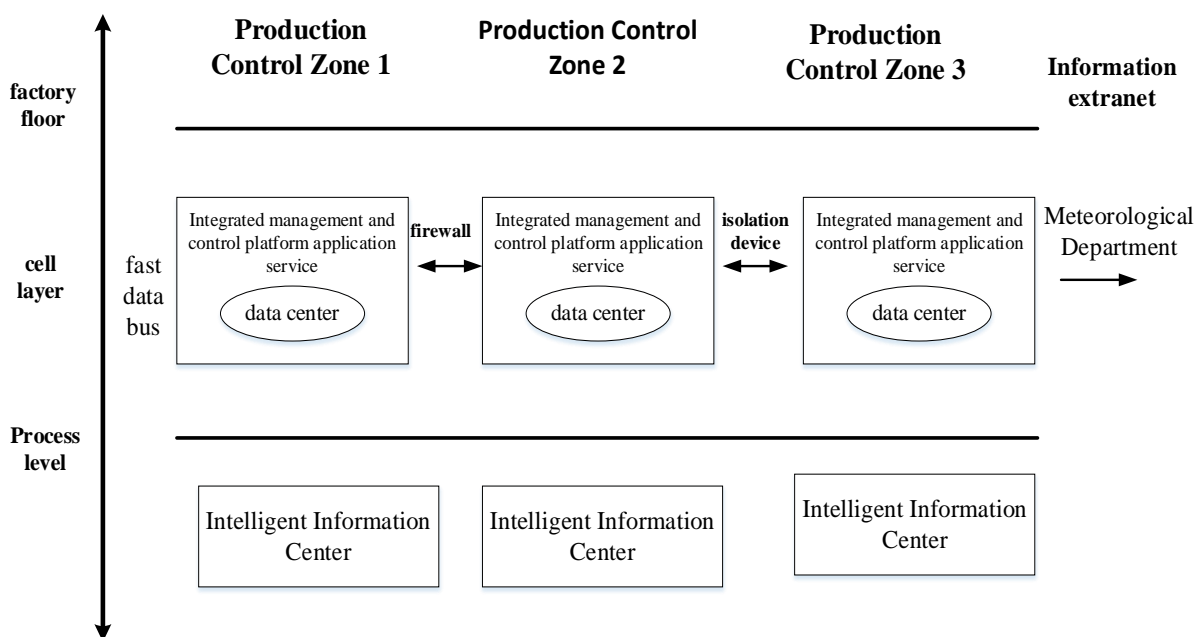 Production
Control Zone 1
Production Control
Zone 2
Production
Control Zone 3
Information
extranet
factory
floor
cell
layer
fast
data
bus
Integrated management and
control platform application
service
data center
firewall
Integrated management and
control platform application
service
data center
isolation
device
Integrated management and
control platform application
service
data center
Meteorological
Department
Process
level
Intelligent Information
Center
Intelligent Information
Center
Intelligent Information
Center